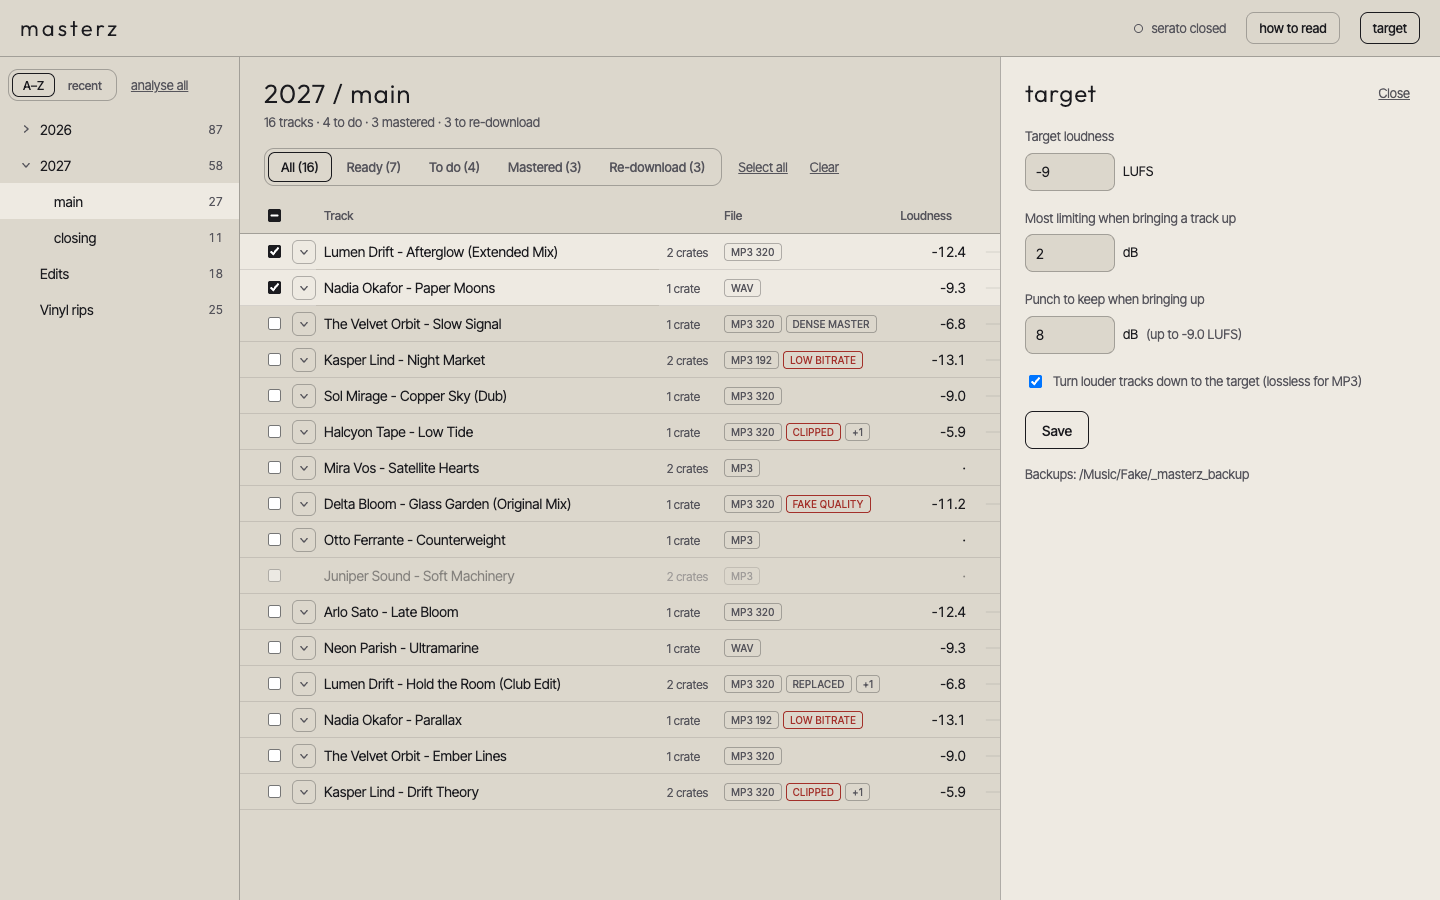 masterz
serato closed
how to read
target
A–Z
recent
analyse all
2026 87
2027 58
main 27
closing 11
Edits 18
Vinyl rips 25
2027 / main
16 tracks · 4 to do · 3 mastered · 3 to re-download
All (16)
Ready (7)
To do (4)
Mastered (3)
Re-download (3)
Select all
Clear
Track File Loudness
Lumen Drift - Afterglow (Extended Mix) 2 crates MP3 320 -12.4
Nadia Okafor - Paper Moons 1 crate WAV -9.3
The Velvet Orbit - Slow Signal 1 crate MP3 320 DENSE MASTER -6.8
Kasper Lind - Night Market 2 crates MP3 192 LOW BITRATE -13.1
Sol Mirage - Copper Sky (Dub) 1 crate MP3 320 -9.0
Halcyon Tape - Low Tide 1 crate MP3 320 CLIPPED +1 -5.9
Mira Vos - Satellite Hearts 2 crates MP3 ·
Delta Bloom - Glass Garden (Original Mix) 1 crate MP3 320 FAKE QUALITY -11.2
Otto Ferrante - Counterweight 1 crate MP3 ·
Juniper Sound - Soft Machinery 2 crates MP3 ·
Arlo Sato - Late Bloom 1 crate MP3 320 -12.4
Neon Parish - Ultramarine 1 crate WAV -9.3
Lumen Drift - Hold the Room (Club Edit) 2 crates MP3 320 REPLACED +1 -6.8
Nadia Okafor - Parallax 1 crate MP3 192 LOW BITRATE -13.1
The Velvet Orbit - Ember Lines 1 crate MP3 320 -9.0
Kasper Lind - Drift Theory 2 crates MP3 320 CLIPPED +1 -5.9
target
Close
Target loudness
-9 LUFS
Most limiting when bringing a track up
2 dB
Punch to keep when bringing up
8 dB (up to -9.0 LUFS)
Turn louder tracks down to the target (lossless for MP3)
Save
Backups: /Music/Fake/_masterz_backup